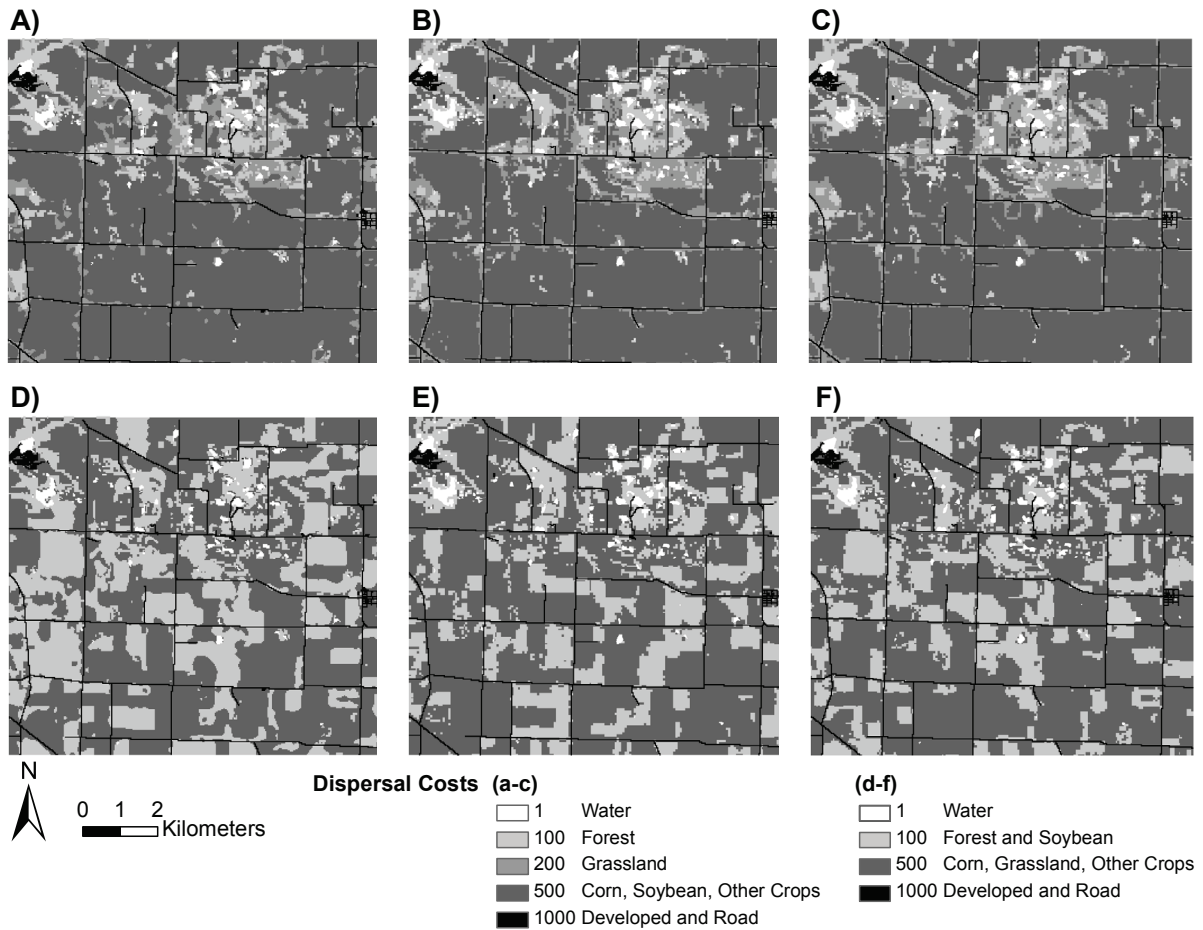 A) B) C)
D) E) F)
N
0 1 2
Kilometers
Dispersal Costs (a-c) (d-f)
1 Water 1 Water
100 Forest 100 Forest and Soybean
200 Grassland 500 Corn, Grassland, Other Crops
500 Corn, Soybean, Other Crops 1000 Developed and Road
1000 Developed and Road